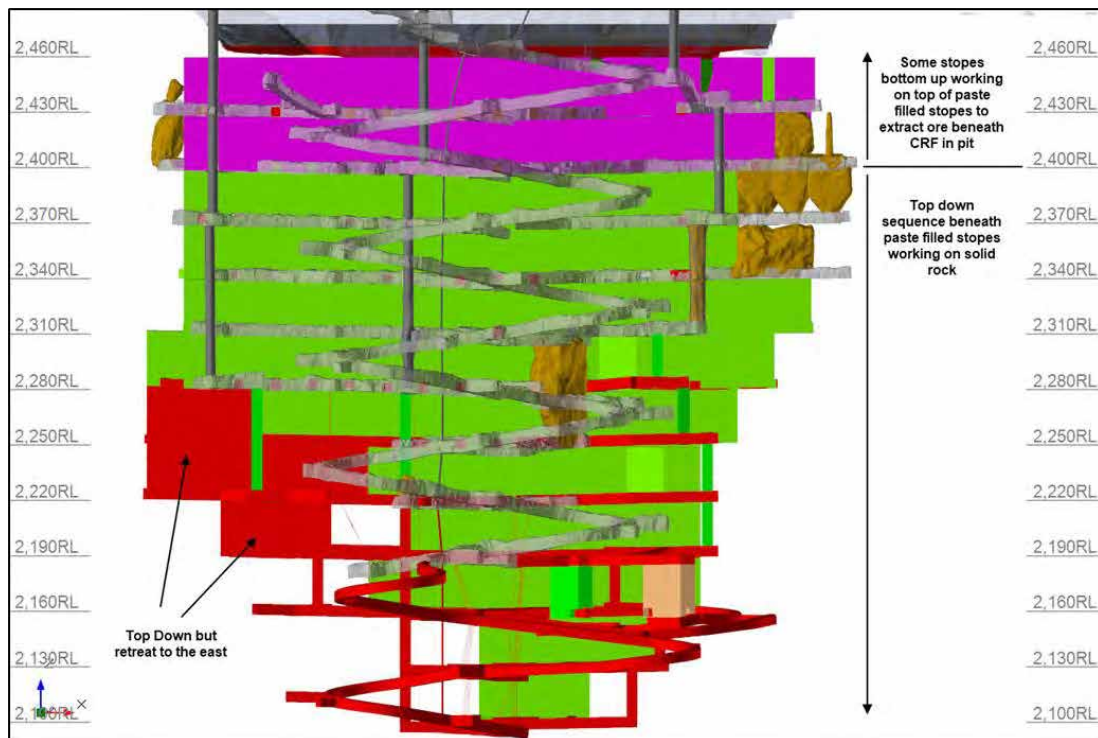 2,460RL
2,430RL
2,400RL
2,370RL
2,340RL
2,310RL
2,280RL
2,250RL
2,220RL
2,190RL
2,160RL
2,130RL
2,100RL
Top Down but
retreat to the east
Z
X
2,460RL
2,430RL
2,400RL
2,370RL
2,340RL
2,310RL
2,280RL
2,250RL
2,220RL
2,190RL
2,160RL
2,130RL
2,100RL
Some stopes
bottom up working
on top of paste
filled stopes to
extract ore beneath
CRF in pit
Top down
sequence beneath
paste filled stopes
working on solid
rock